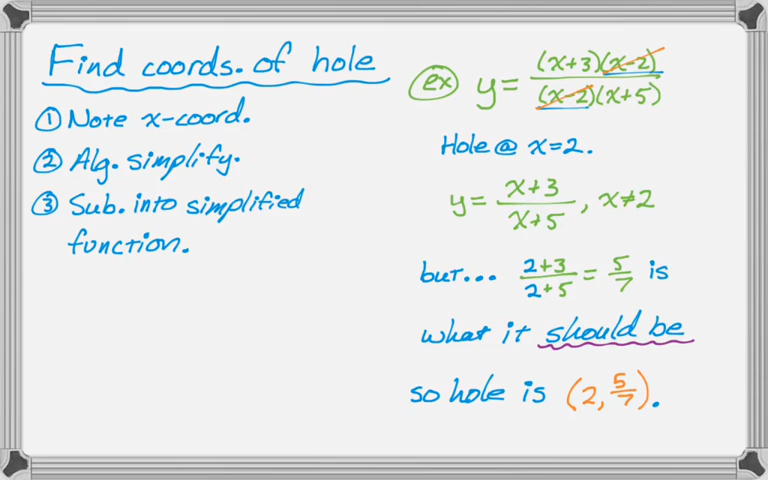 Find coords. of hole
① Note x-coord.
② Alg. simplify.
③ Sub. into simplified
function.
ex y = (x+3)(x-2) / (x-2)(x+5)
Hole @ x=2.
y = x+3 / x+5 , x≠2
but... 2+3 / 2+5 = 5/7 is
what it should be
so hole is (2, 5/7).